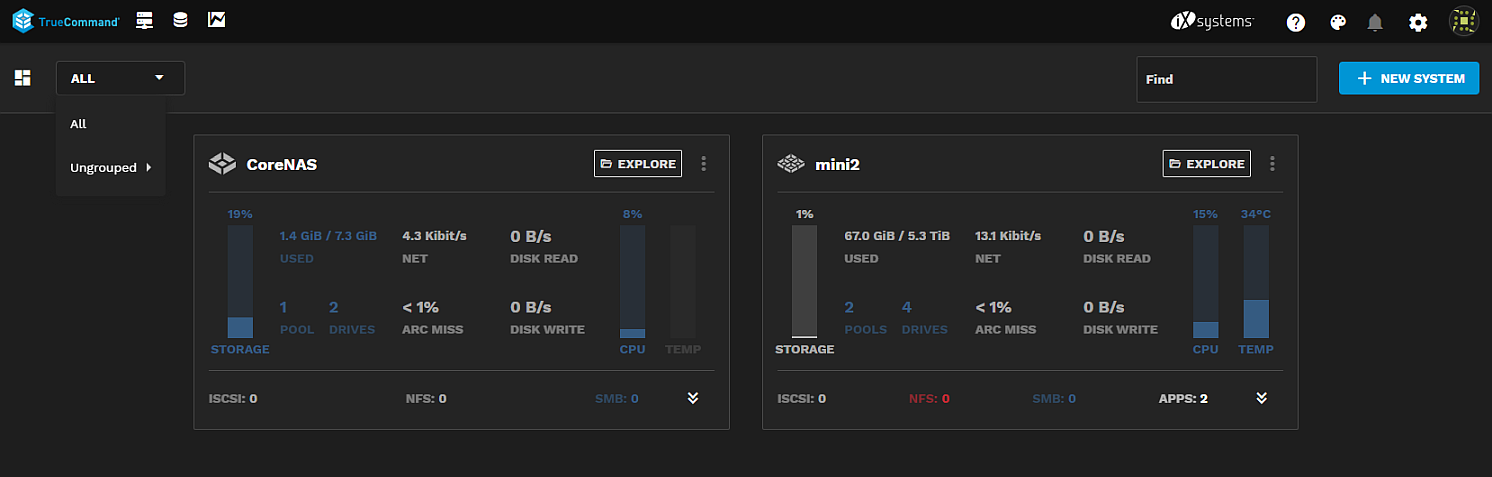 TrueCommand
iXsystems
ALL
Find
+ NEW SYSTEM
All
Ungrouped
CoreNAS
EXPLORE
19%
1.4 GiB / 7.3 GiB
USED
4.3 Kibit/s
NET
0 B/s
DISK READ
8%
1
POOL
2
DRIVES
< 1%
ARC MISS
0 B/s
DISK WRITE
STORAGE
CPU
TEMP
ISCSI: 0
NFS: 0
SMB: 0
mini2
EXPLORE
1%
67.0 GiB / 5.3 TiB
USED
13.1 Kibit/s
NET
0 B/s
DISK READ
15%
34°C
2
POOLS
4
DRIVES
< 1%
ARC MISS
0 B/s
DISK WRITE
STORAGE
CPU
TEMP
ISCSI: 0
NFS: 0
SMB: 0
APPS: 2